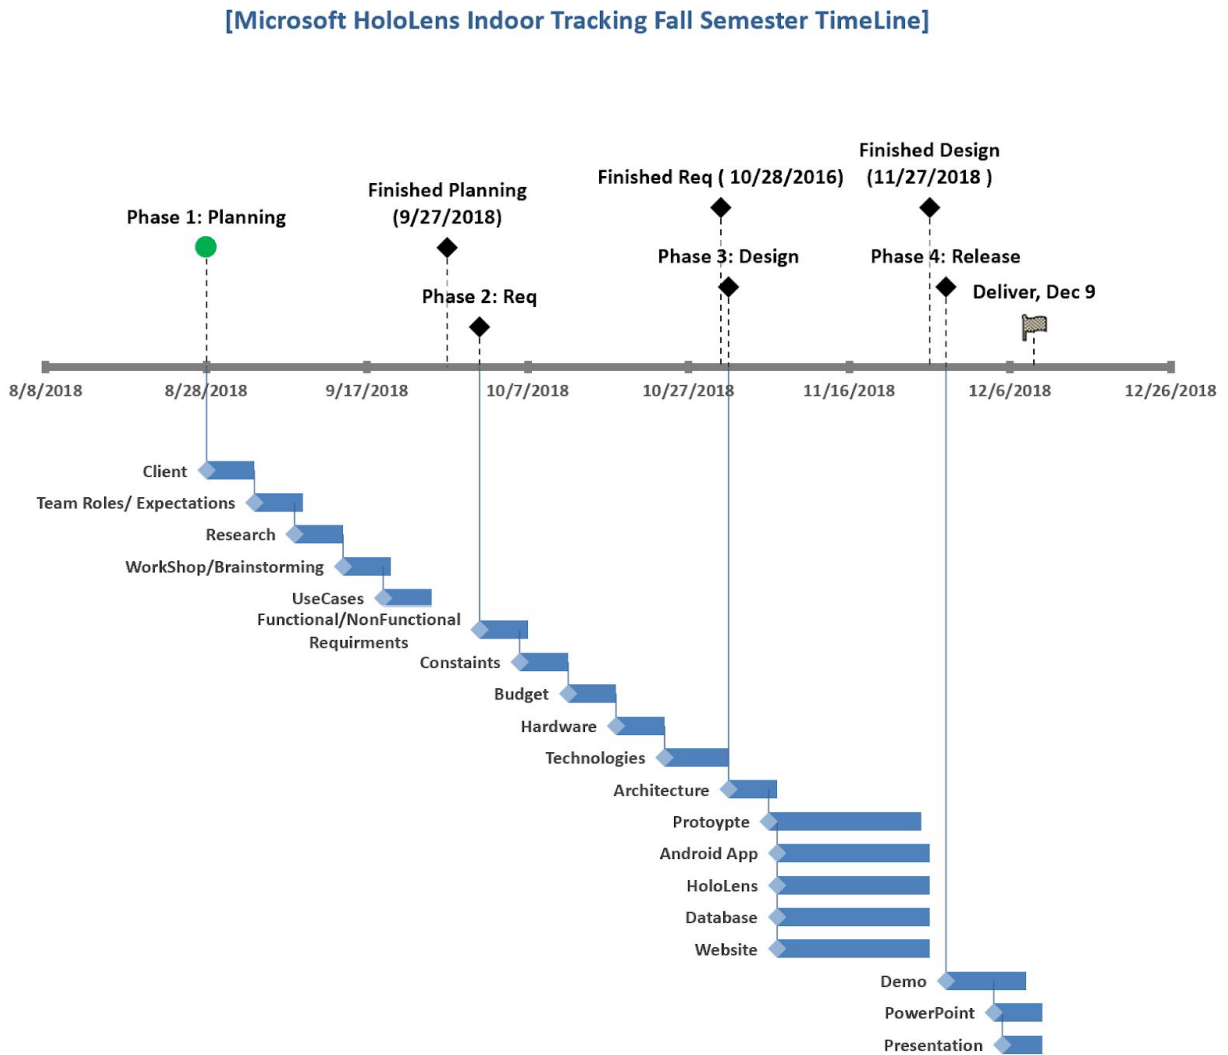 [Microsoft HoloLens Indoor Tracking Fall Semester TimeLine]
Finished Design
(11/27/2018 )
Finished Req ( 10/28/2016)
Finished Planning
(9/27/2018)
Phase 1: Planning
Phase 3: Design
Phase 4: Release
Phase 2: Req
Deliver, Dec 9
8/8/2018
8/28/2018
9/17/2018
10/7/2018
10/27/2018
11/16/2018
12/6/2018
12/26/2018
Client
Team Roles/ Expectations
Research
WorkShop/Brainstorming
UseCases
Functional/NonFunctional
Requirments
Constaints
Budget
Hardware
Technologies
Architecture
Protoypte
Android App
HoloLens
Database
Website
Demo
PowerPoint
Presentation